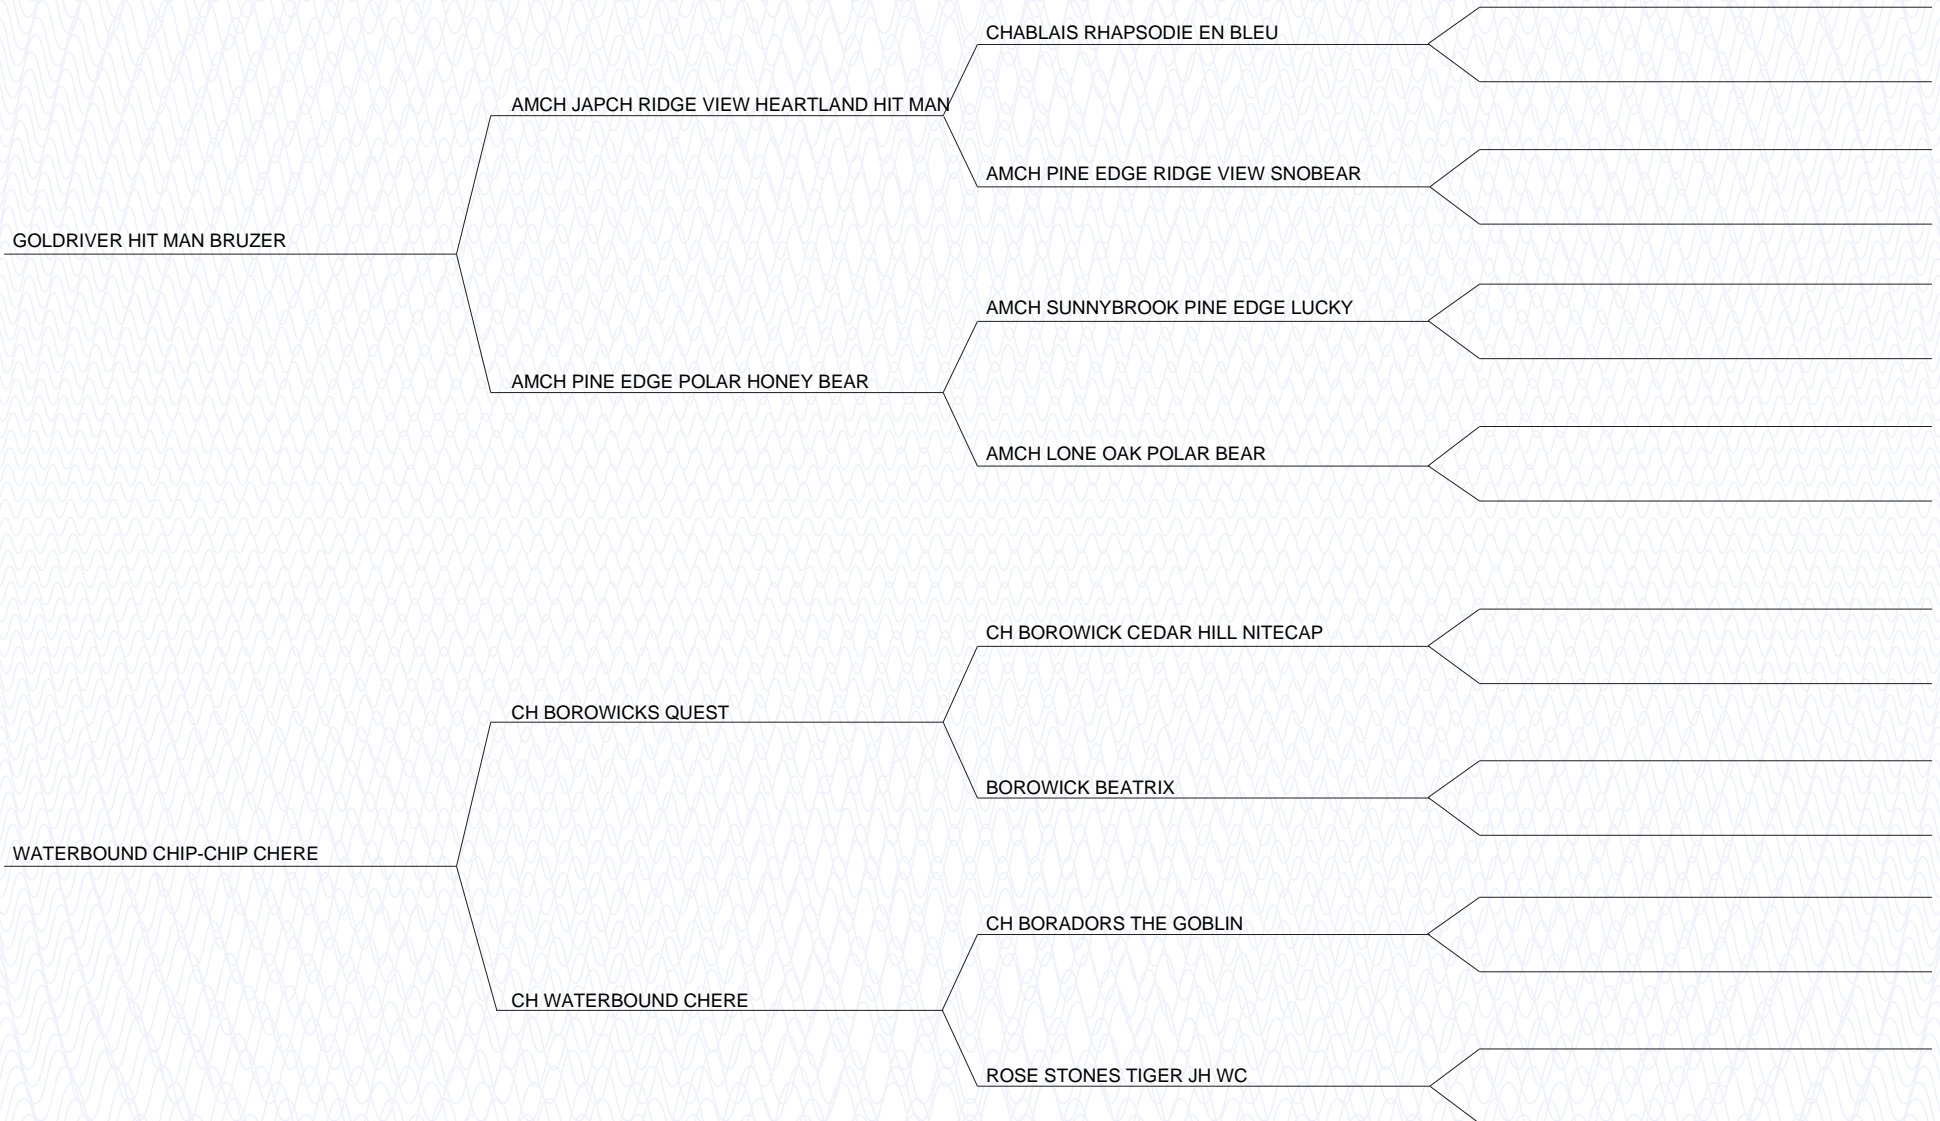 CHABLAIS RHAPSODIE EN BLEU
AMCH JAPCH RIDGE VIEW HEARTLAND HIT MAN
AMCH PINE EDGE RIDGE VIEW SNOBEAR
GOLDRIVER HIT MAN BRUZER
AMCH SUNNYBROOK PINE EDGE LUCKY
AMCH PINE EDGE POLAR HONEY BEAR
AMCH LONE OAK POLAR BEAR
CH BOROWICK CEDAR HILL NITECAP
CH BOROWICKS QUEST
BOROWICK BEATRIX
WATERBOUND CHIP-CHIP CHERE
CH BORADORS THE GOBLIN
CH WATERBOUND CHERE
ROSE STONES TIGER JH WC